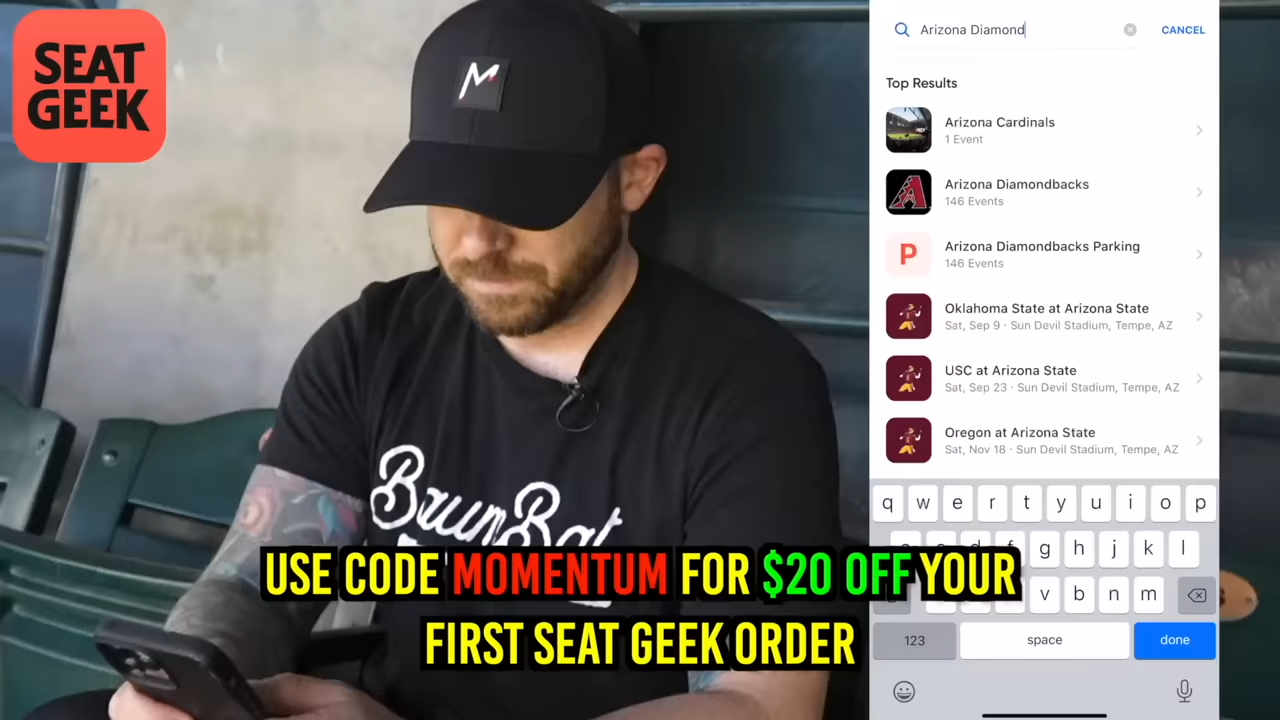 SEAT
GEEK
M
BaumBat
USE CODE MOMENTUM FOR $20 OFF YOUR
FIRST SEAT GEEK ORDER
Arizona Diamond
CANCEL
Top Results
Arizona Cardinals
1 Event
Arizona Diamondbacks
146 Events
P
Arizona Diamondbacks Parking
146 Events
Oklahoma State at Arizona State
Sat, Sep 9 · Sun Devil Stadium, Tempe, AZ
USC at Arizona State
Sat, Sep 23 · Sun Devil Stadium, Tempe, AZ
Oregon at Arizona State
Sat, Nov 18 · Sun Devil Stadium, Tempe, AZ
q w e r t y u i o p
g h j k l
v b n m
123 space done